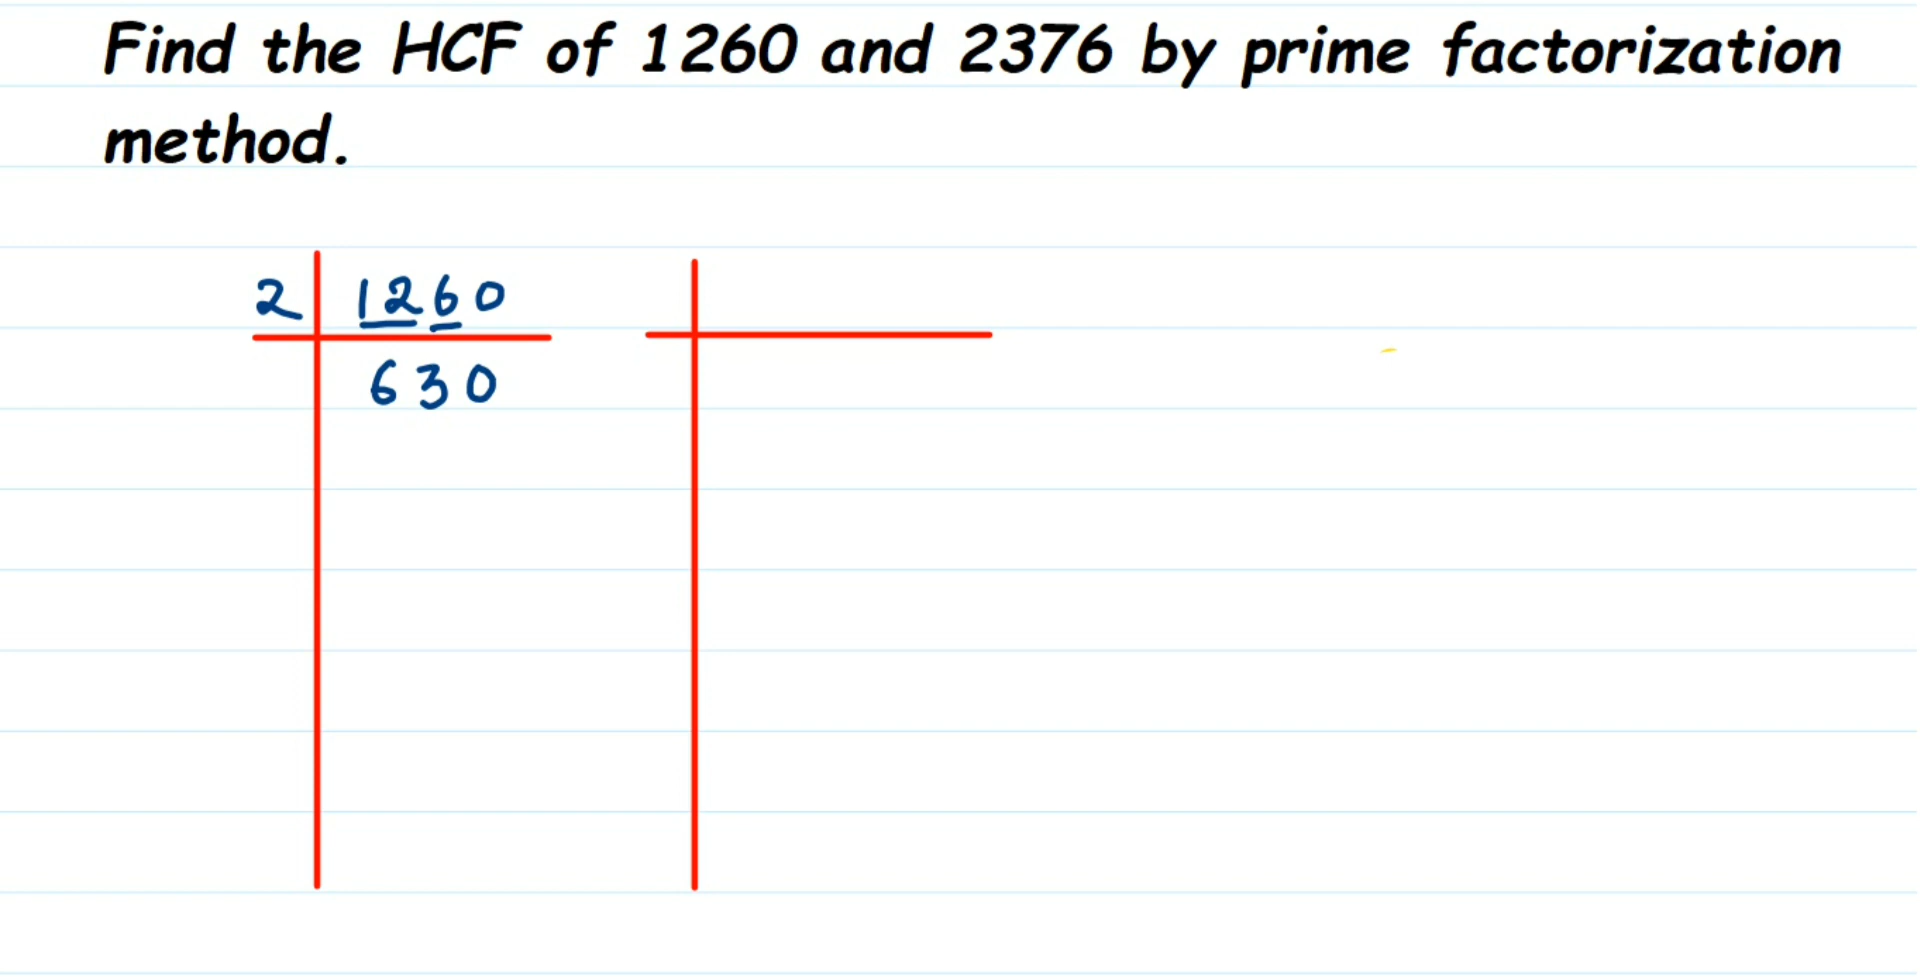 Find the HCF of 1260 and 2376 by prime factorization
method.
2 1260
630